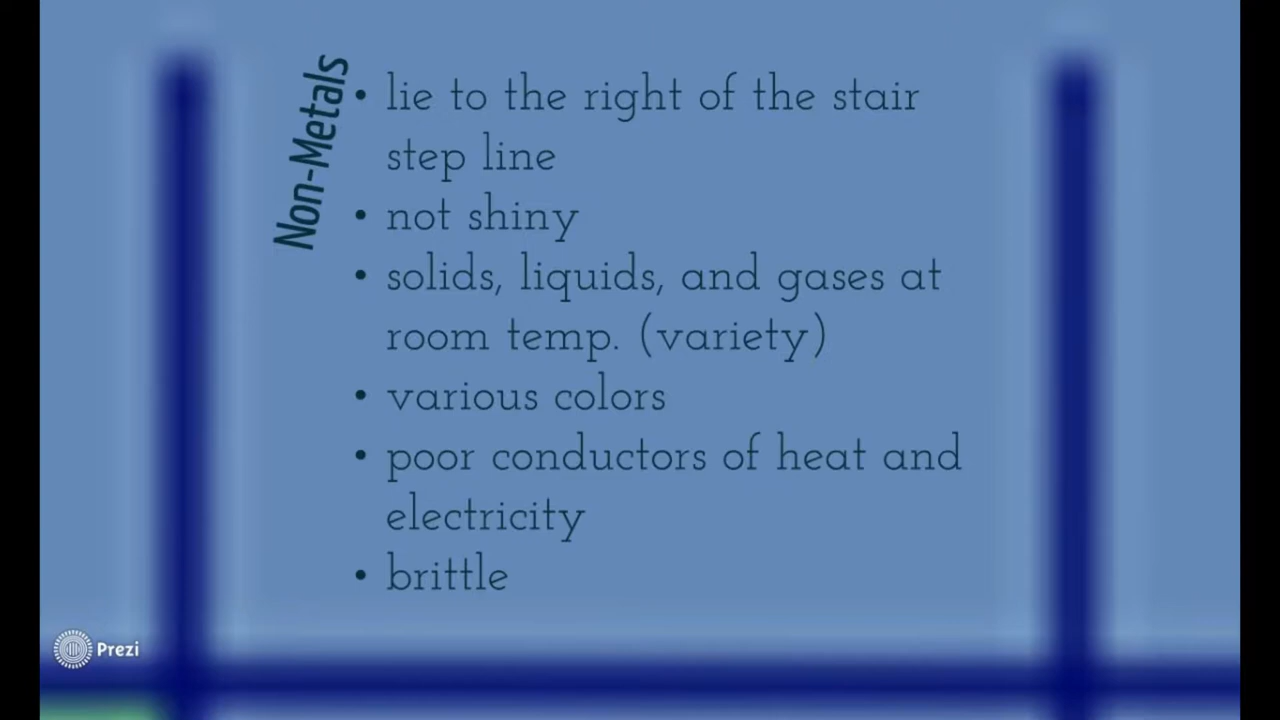 Non-Metals
• lie to the right of the stair
step line
• not shiny
• solids, liquids, and gases at
room temp. (variety)
• various colors
• poor conductors of heat and
electricity
• brittle
Prezi